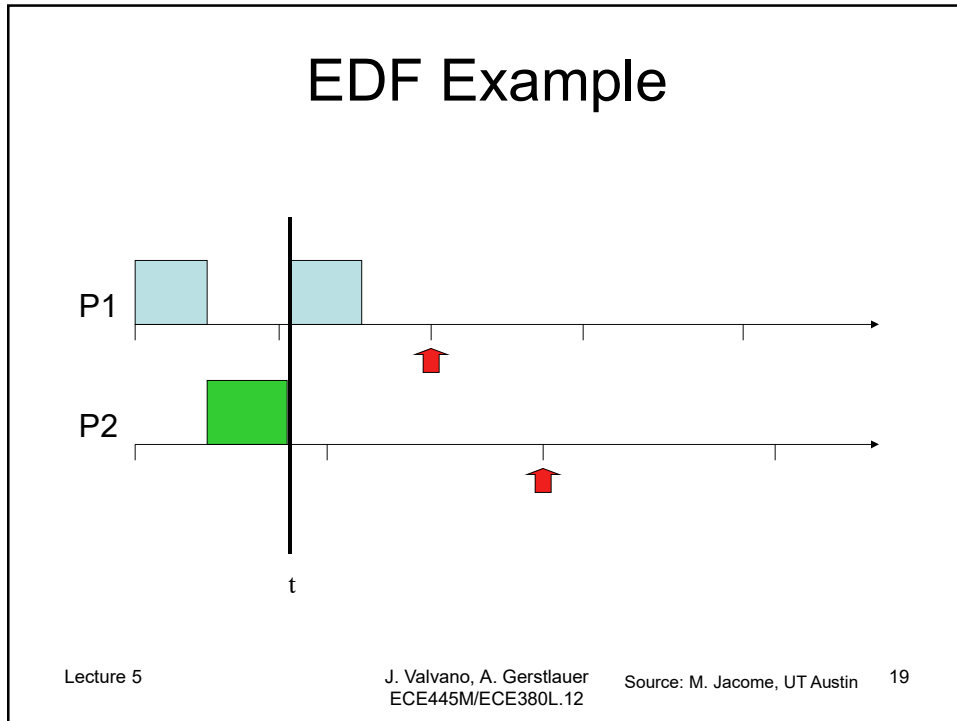 EDF Example
P1
P2
t
Lecture 5
J. Valvano, A. Gerstlauer
ECE445M/ECE380L.12
Source: M. Jacome, UT Austin
19